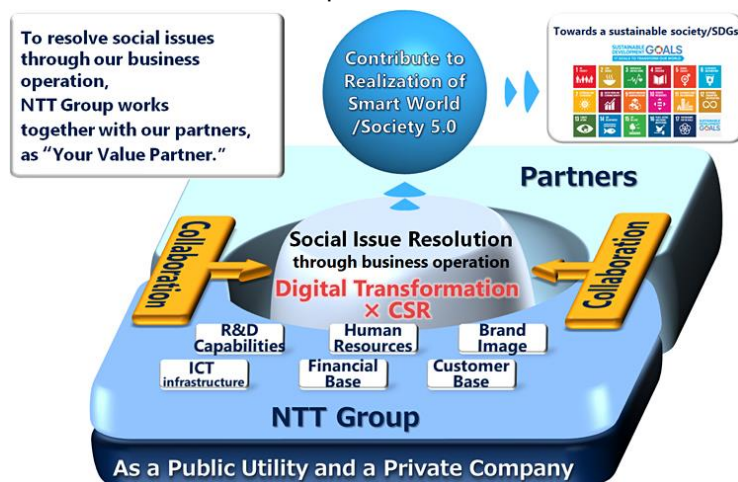 To resolve social issues
through our business
operation,
NTT Group works
together with our partners,
as “Your Value Partner.”
Contribute to
Realization of
Smart World
/Society 5.0
Towards a sustainable society/SDGs
SUSTAINABLE
DEVELOPMENT GOALS
Partners
Collaboration
Collaboration
Social Issue Resolution
through business operation
Digital Transformation
× CSR
R&D
Capabilities
Human
Resources
Brand
Image
ICT
infrastructure
Financial
Base
Customer
Base
NTT Group
As a Public Utility and a Private Company